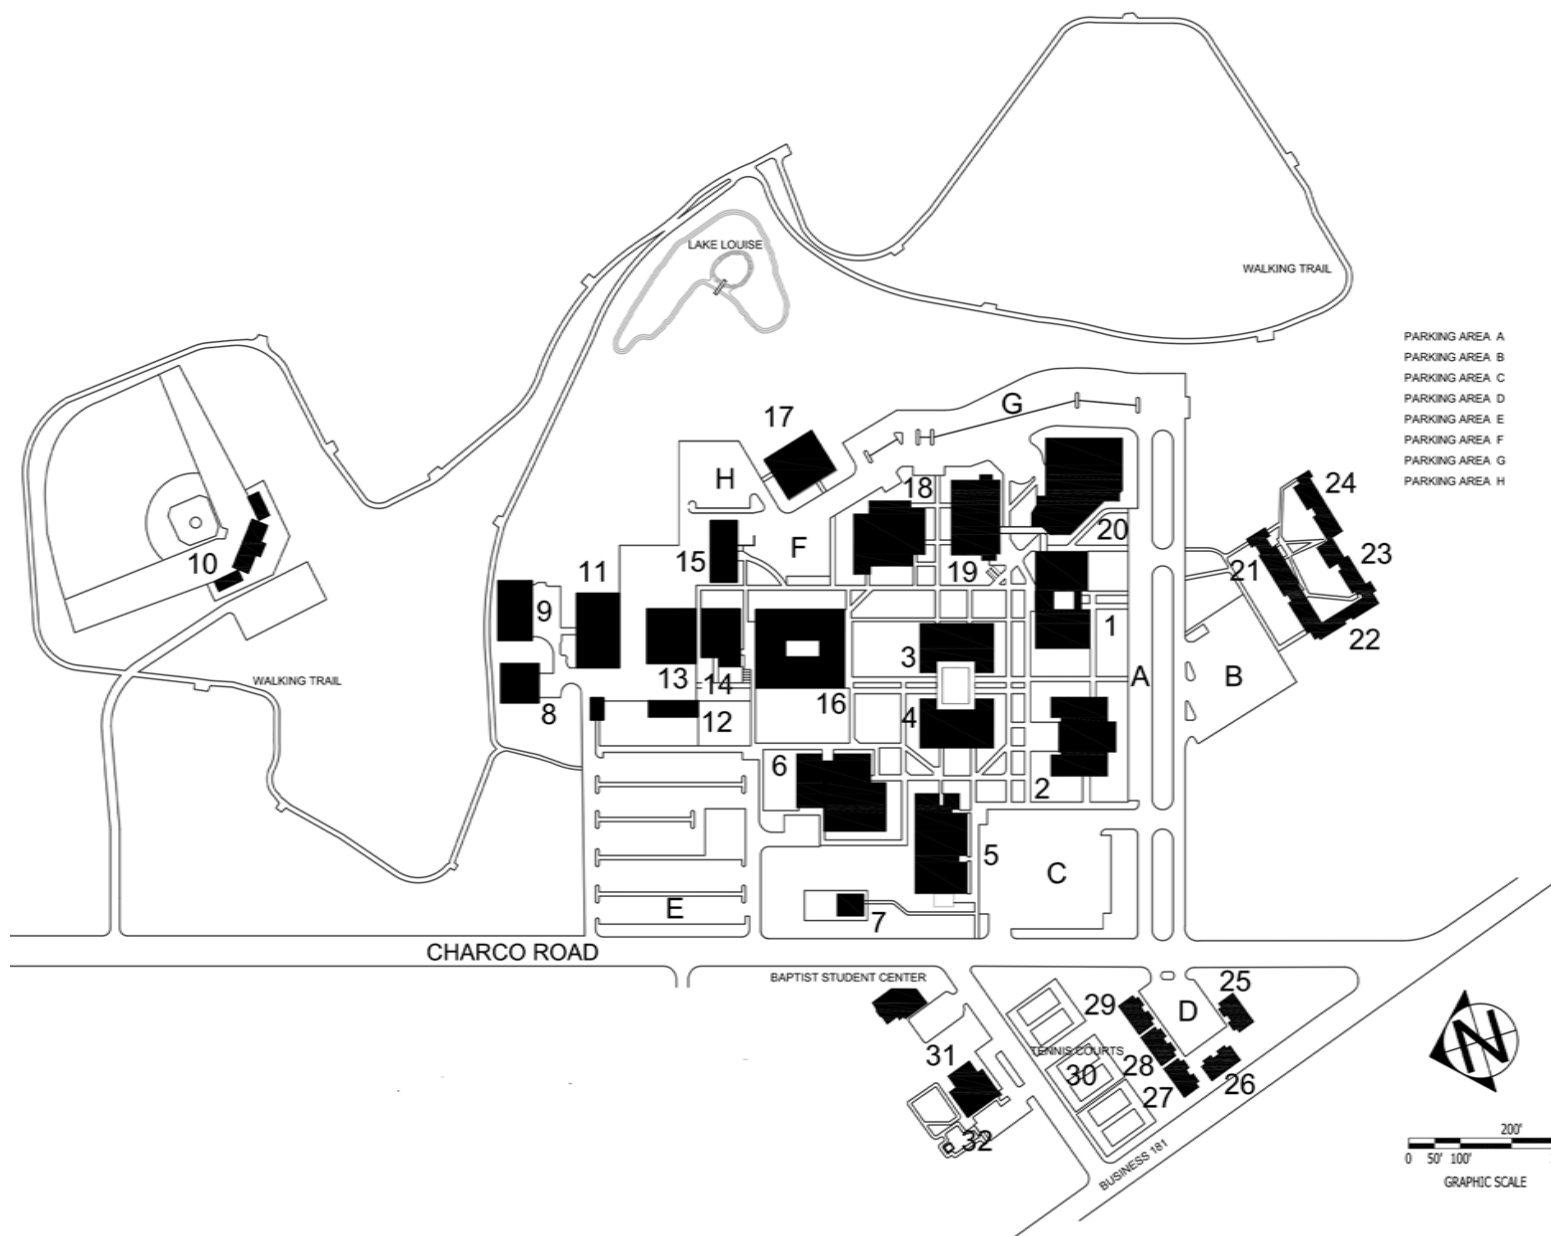 LAKE LOUISE
WALKING TRAIL
PARKING AREA A
PARKING AREA B
PARKING AREA C
PARKING AREA D
PARKING AREA E
PARKING AREA F
PARKING AREA G
PARKING AREA H
G
17
H
18
24
20
F
23
10
15
19
21
11
9
1
22
3
13
14
A
B
8
12
16
4
WALKING TRAIL
6
2
5
C
E
7
CHARCO ROAD
BAPTIST STUDENT CENTER
25
29
D
31
TENNIS COURTS
30
28
27
26
32
BUSINESS 181
N
200'
0 50' 100'
GRAPHIC SCALE